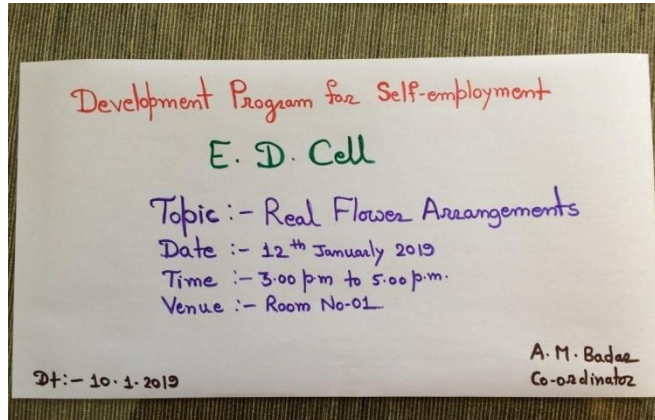 Development Program for Self-employment
E. D. Cell
Topic :- Real Flower Arrangements
Date :- 12th Januarly 2019
Time :- 3.00 p.m to 5.00 p.m.
Venue :- Room No-01
A. M. Badar
Dt:- 10.1.2019
Co-ordinator